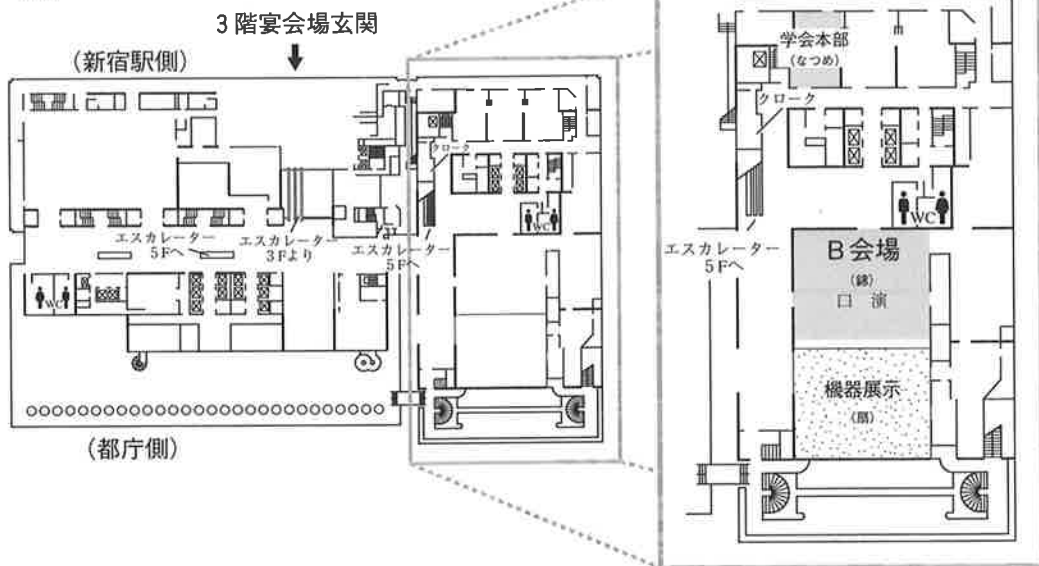 3階宴会場玄関
(新宿駅側)
クローク
WC
エスカレーター
5Fへ
エスカレーター
3Fより
エスカレーター
5Fへ
WC
(都庁側)
学会本部
(なつめ)
クローク
WC
エスカレーター
5Fへ
B会場
(錦)
口演
機器展示
(扇)